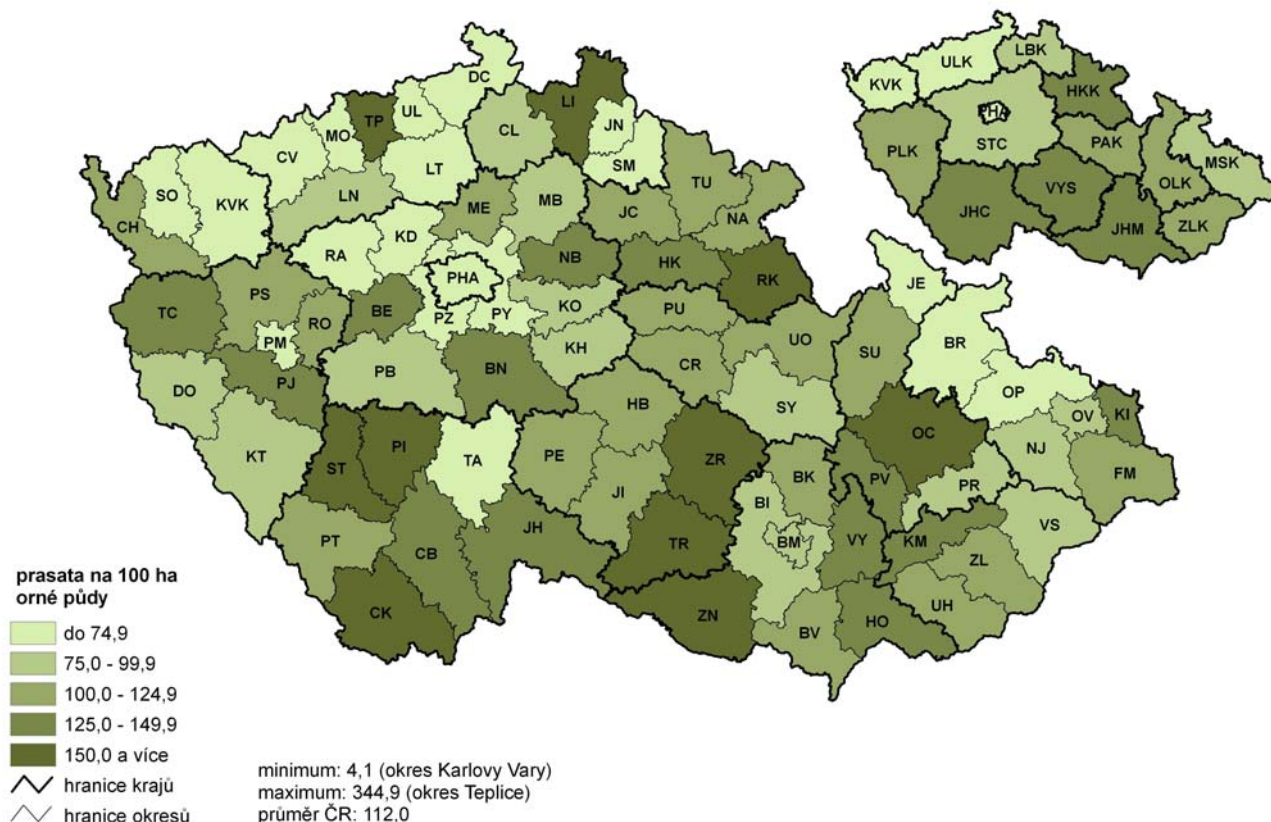 DC
LI
UL
TP
MO
CL
JN
CV
LT
SM
SO
KVK
LN
TU
ME
MB
JC
NA
CH
KD
RA
NB
HK
PHA
RK
TC
PS
BE
KO
PU
RO
PZ
PY
PM
UO
SU
KH
CR
PJ
DO
PB
BN
HB
SY
JE
BR
OP
OV
KI
OC
NJ
FM
KT
ST
PI
TA
PE
ZR
BK
PV
PR
BI
JI
VS
PT
CB
JH
TR
BM
VY
KM
ZL
CK
ZN
BV
HO
UH
LBK
ULK
KVK
HKK
PHA
STC
PLK
PAK
MSK
OLK
VYS
JHC
JHM
ZLK
prasata na 100 ha
orné půdy
do 74,9
75,0 - 99,9
100,0 - 124,9
125,0 - 149,9
150,0 a více
hranice krajů
hranice okresů
minimum: 4,1 (okres Karlovy Vary)
maximum: 344,9 (okres Teplice)
průměr ČR: 112,0